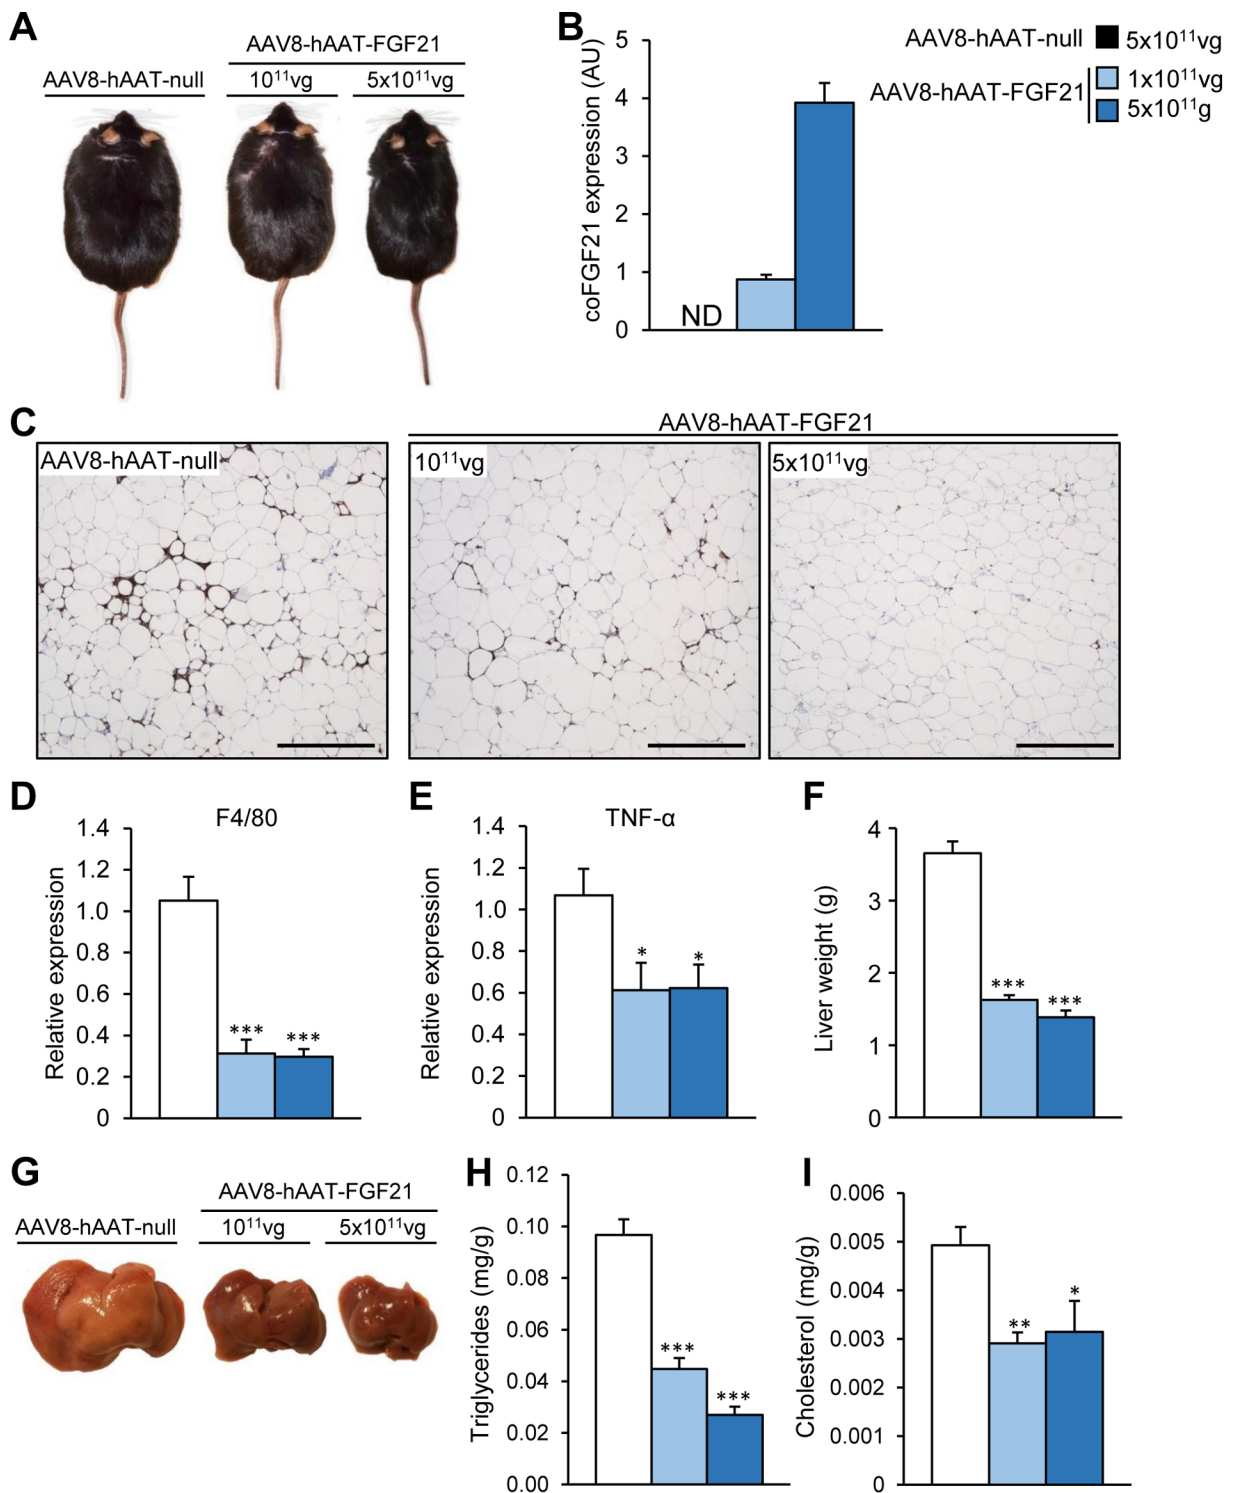 A
AAV8-hAAT-FGF21
AAV8-hAAT-null
10¹¹vg
5x10¹¹vg
B
coFGF21 expression (AU)
5
4
3
2
1
0
ND
AAV8-hAAT-null
5x10¹¹vg
AAV8-hAAT-FGF21
1x10¹¹vg
5x10¹¹g
C
AAV8-hAAT-FGF21
AAV8-hAAT-null
10¹¹vg
5x10¹¹vg
D
F4/80
Relative expression
1.4
1.2
1.0
0.8
0.6
0.4
0.2
0
***
***
E
TNF-α
Relative expression
1.4
1.2
1.0
0.8
0.6
0.4
0.2
0
*
*
F
Liver weight (g)
4
3
2
1
0
***
***
G
AAV8-hAAT-FGF21
AAV8-hAAT-null
10¹¹vg
5x10¹¹vg
H
Triglycerides (mg/g)
0.12
0.10
0.08
0.06
0.04
0.02
0.00
***
***
I
Cholesterol (mg/g)
0.006
0.005
0.004
0.003
0.002
0.001
0
**
*